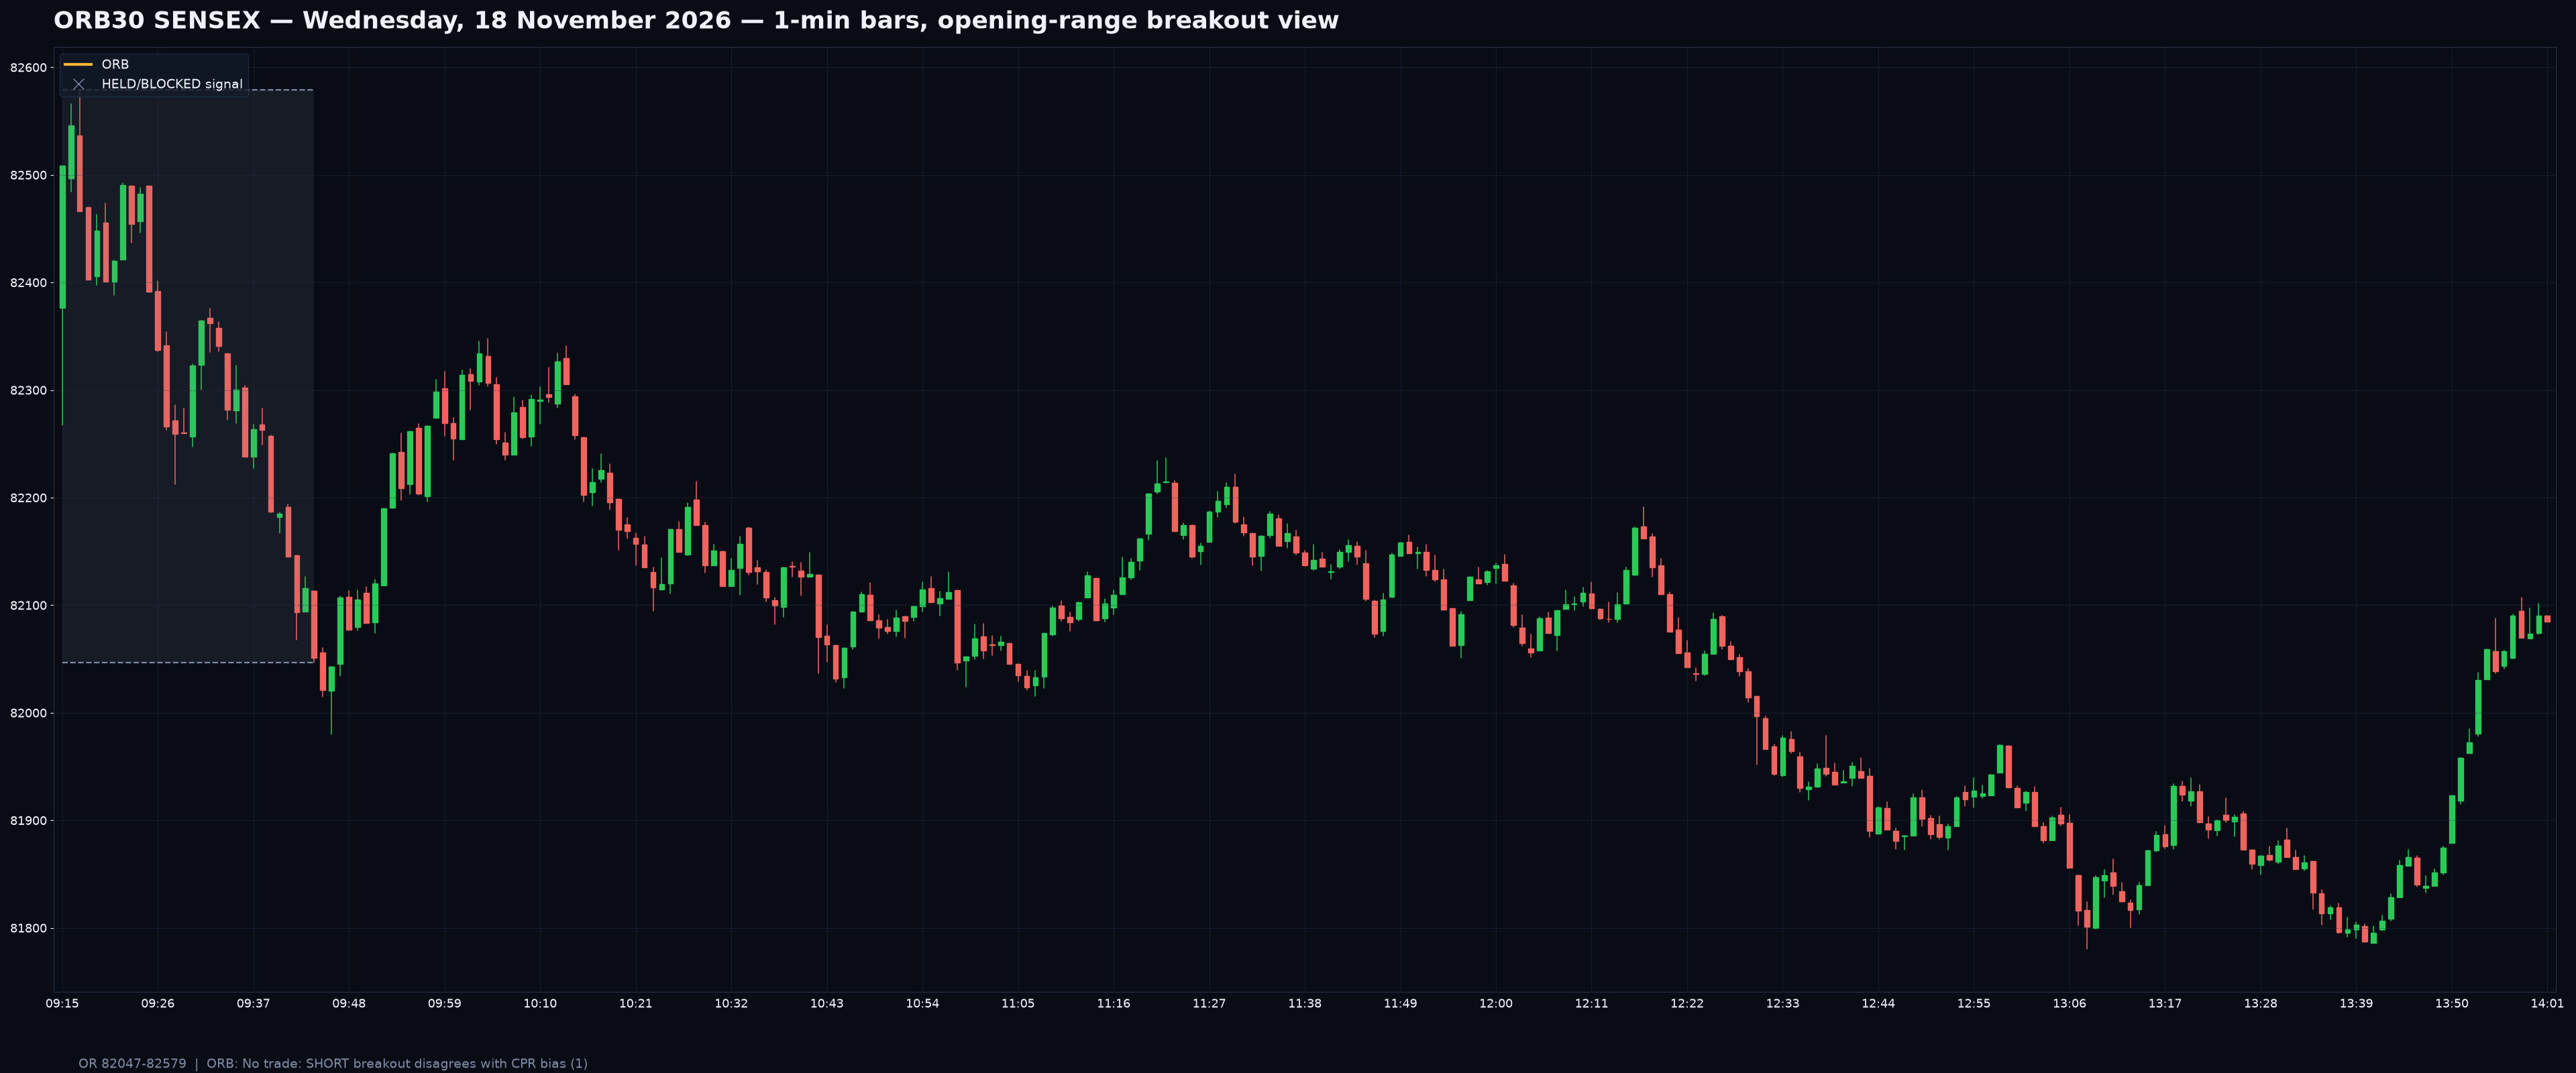 ORB30 SENSEX — Wednesday, 18 November 2026 — 1-min bars, opening-range breakout view
ORB
HELD/BLOCKED signal
82600
82500
82400
82300
82200
82100
82000
81900
81800
09:15 09:26 09:37 09:48 09:59 10:10 10:21 10:32 10:43 10:54 11:05 11:16 11:27 11:38 11:49 12:00 12:11 12:22 12:33 12:44 12:55 13:06 13:17 13:28 13:39 13:50 14:01
OR 82047-82579 | ORB: No trade: SHORT breakout disagrees with CPR bias (1)